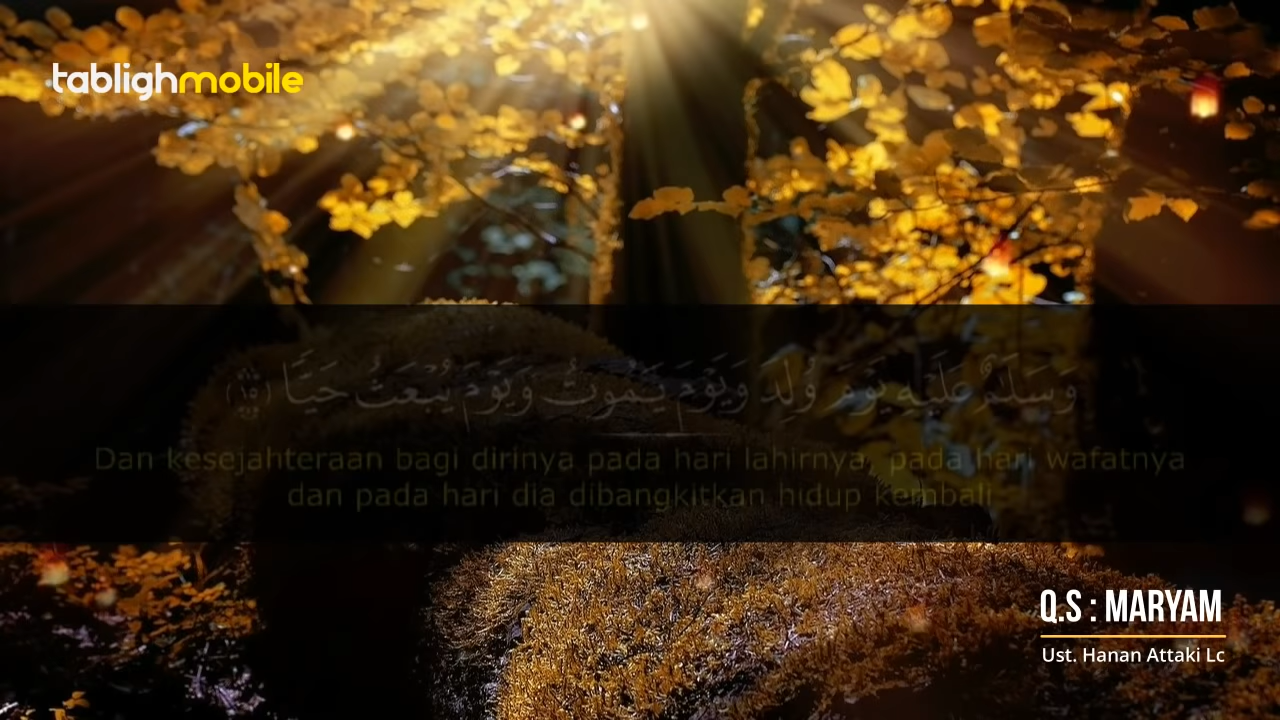 tablighmobile
وَسَلَٰمٌ عَلَيْهِ يَوْمَ وُلِدَ وَيَوْمَ يَمُوتُ وَيَوْمَ يُبْعَثُ حَيًّا ﴿١٥﴾
Dan kesejahteraan bagi dirinya pada hari lahirnya, pada hari wafatnya
dan pada hari dia dibangkitkan hidup kembali
Q.S : MARYAM
Ust. Hanan Attaki Lc